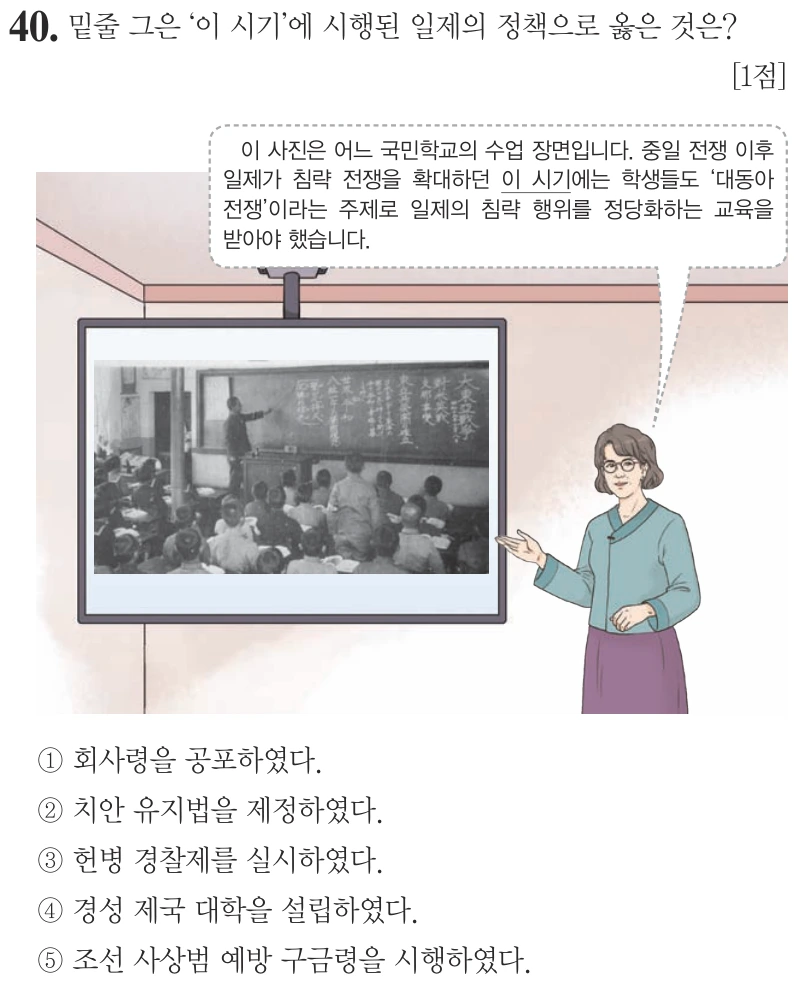 40. 밑줄 그은 ‘이 시기’에 시행된 일제의 정책으로 옳은 것은?
[1점]
이 사진은 어느 국민학교의 수업 장면입니다. 중일 전쟁 이후
일제가 침략 전쟁을 확대하던 이 시기에는 학생들도 ‘대동아
전쟁’이라는 주제로 일제의 침략 행위를 정당화하는 교육을
받아야 했습니다.
大東亞戰爭
① 회사령을 공포하였다.
② 치안 유지법을 제정하였다.
③ 헌병 경찰제를 실시하였다.
④ 경성 제국 대학을 설립하였다.
⑤ 조선 사상범 예방 구금령을 시행하였다.